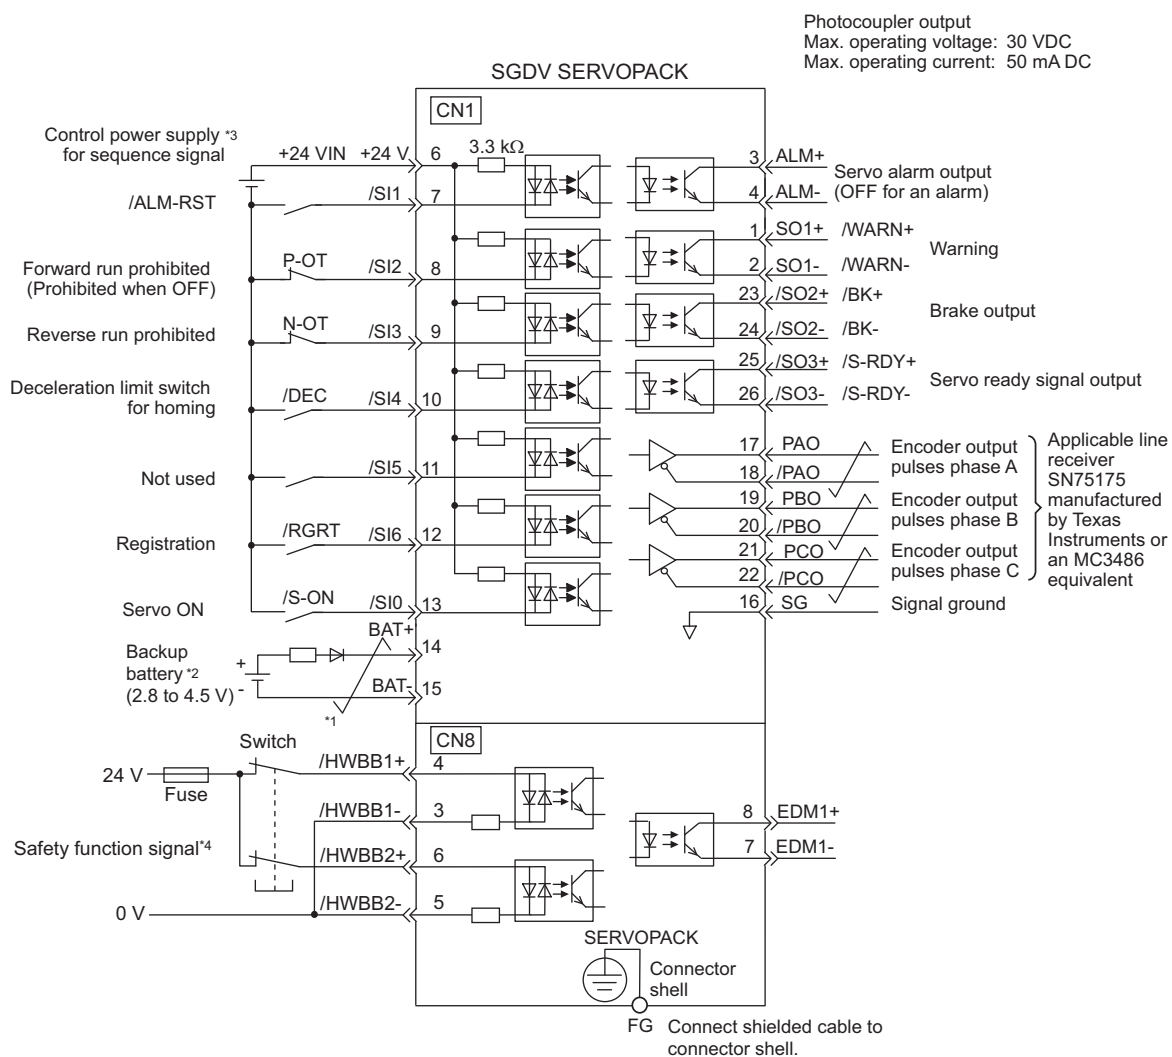 Photocoupler output
Max. operating voltage: 30 VDC
Max. operating current: 50 mA DC
SGDV SERVOPACK
CN1
Control power supply *3
for sequence signal
+24 VIN
+24 V
6
3.3 kΩ
/ALM-RST
/SI1
7
Forward run prohibited
(Prohibited when OFF)
P-OT
/SI2
8
Reverse run prohibited
N-OT
/SI3
9
Deceleration limit switch
for homing
/DEC
/SI4
10
Not used
/SI5
11
Registration
/RGRT
/SI6
12
Servo ON
/S-ON
/SI0
13
Backup
battery *2
(2.8 to 4.5 V)
+
-
BAT+
14
BAT-
15
*1
3
ALM+
4
ALM-
Servo alarm output
(OFF for an alarm)
1
SO1+
/WARN+
2
SO1-
/WARN-
Warning
23
/SO2+
/BK+
24
/SO2-
/BK-
Brake output
25
/SO3+
/S-RDY+
26
/SO3-
/S-RDY-
Servo ready signal output
17
PAO
18
/PAO
Encoder output
pulses phase A
19
PBO
20
/PBO
Encoder output
pulses phase B
21
PCO
22
/PCO
Encoder output
pulses phase C
16
SG
Signal ground
Applicable line
receiver
SN75175
manufactured
by Texas
Instruments or
an MC3486
equivalent
CN8
Switch
24 V
Fuse
/HWBB1+
4
/HWBB1-
3
Safety function signal*4
/HWBB2+
6
0 V
/HWBB2-
5
8
EDM1+
7
EDM1-
SERVOPACK
Connector
shell
FG
Connect shielded cable to
connector shell.